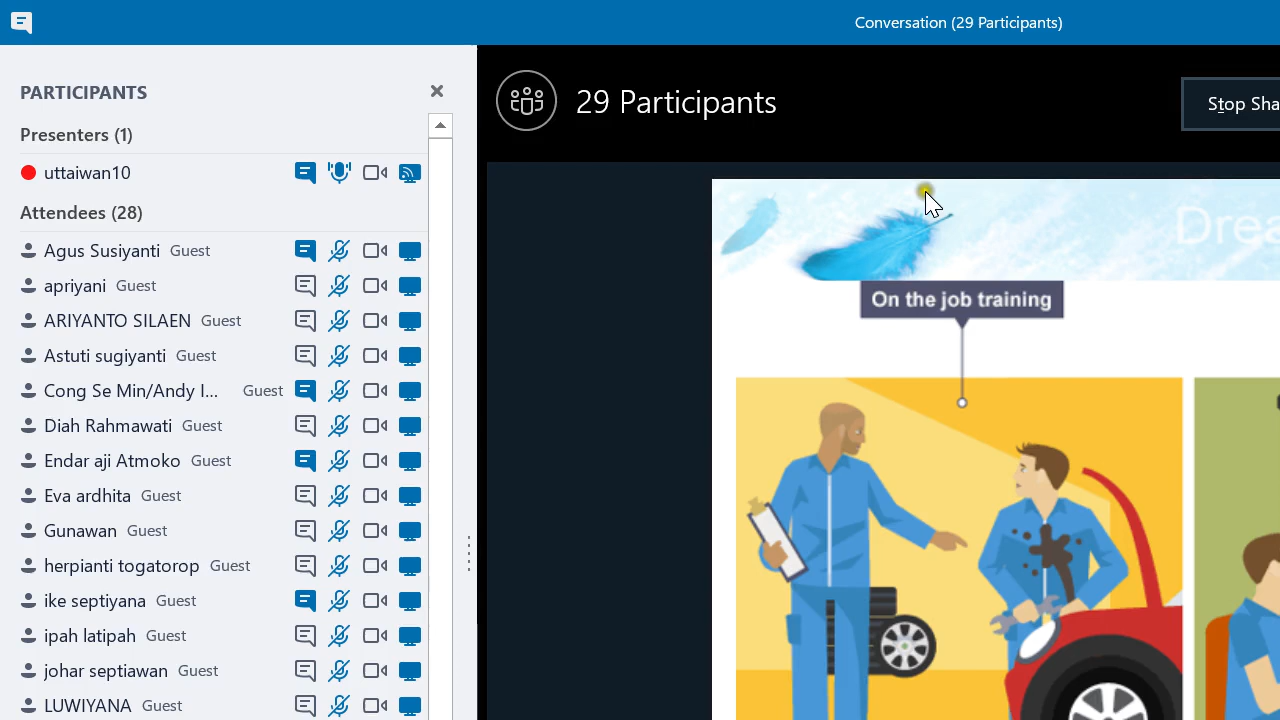 Conversation (29 Participants)
PARTICIPANTS
29 Participants
Presenters (1)
uttaiwan10
Attendees (28)
Agus Susiyanti Guest
apriyani Guest
ARIYANTO SILAEN Guest
Astuti sugiyanti Guest
Cong Se Min/Andy I... Guest
Diah Rahmawati Guest
Endar aji Atmoko Guest
Eva ardhita Guest
Gunawan Guest
herpianti togatorop Guest
ike septiyana Guest
ipah latipah Guest
johar septiawan Guest
LUWIYANA Guest
Stop Sha
Drea
On the job training